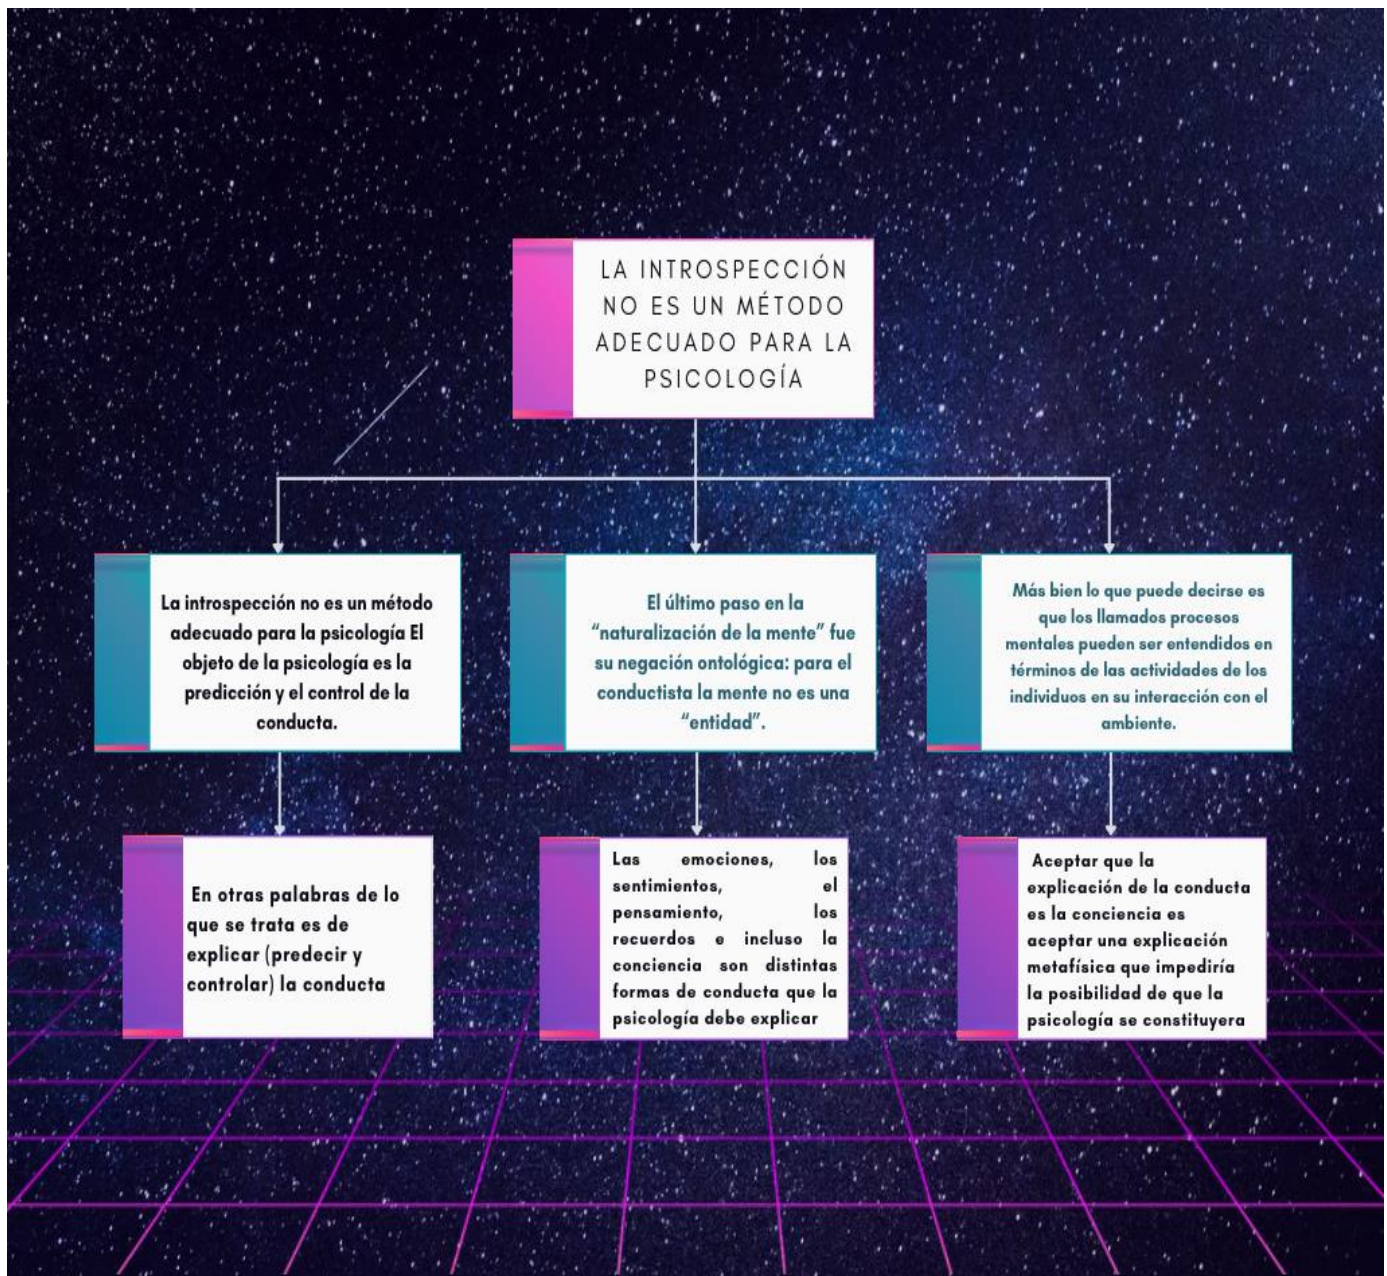 LA INTROSPECCIÓN
NO ES UN MÉTODO
ADECUADO PARA LA
PSICOLOGÍA
La introspección no es un método
adecuado para la psicología El
objeto de la psicología es la
predicción y el control de la
conducta.
El último paso en la
“naturalización de la mente” fue
su negación ontológica: para el
conductista la mente no es una
“entidad”.
Más bien lo que puede decirse es
que los llamados procesos
mentales pueden ser entendidos en
términos de las actividades de los
individuos en su interacción con el
ambiente.
En otras palabras de lo
que se trata es de
explicar (predecir y
controlar) la conducta
Las emociones, los
sentimientos, el
pensamiento, los
recuerdos e incluso la
conciencia son distintas
formas de conducta que la
psicología debe explicar
Aceptar que la
explicación de la conducta
es la conciencia es
aceptar una explicación
metafísica que impediría
la posibilidad de que la
psicología se constituyera